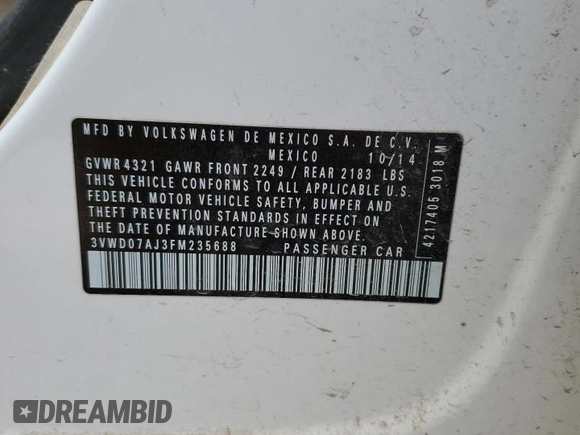 MFD BY VOLKSWAGEN DE MEXICO S.A. DE C.V.
MEXICO 10/14
GVWR 4321 GAWR FRONT 2249 / REAR 2183 LBS
THIS VEHICLE CONFORMS TO ALL APPLICABLE U.S.
FEDERAL MOTOR VEHICLE SAFETY, BUMPER AND
THEFT PREVENTION STANDARDS IN EFFECT ON
THE DATE OF MANUFACTURE SHOWN ABOVE.
3VWD07AJ3FM235688 PASSENGER CAR
4217405 3018 M
DREAMBID